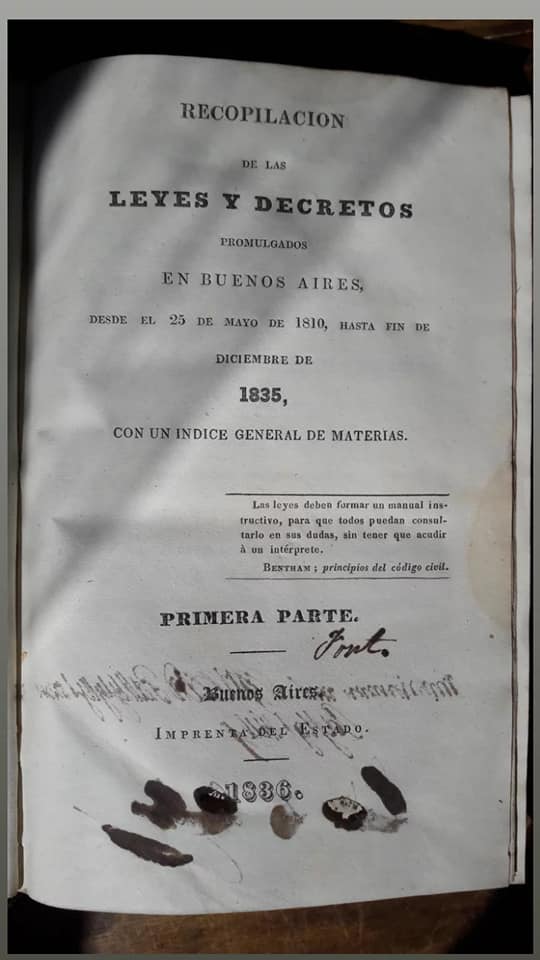 RECOPILACION
DE LAS
LEYES Y DECRETOS
PROMULGADOS
EN BUENOS AIRES,
DESDE EL 25 DE MAYO DE 1810, HASTA FIN DE
DICIEMBRE DE
1835,
CON UN INDICE GENERAL DE MATERIAS.
Las leyes deben formar un manual ins-
tructivo, para que todos puedan consul-
tarlo en sus dudas, sin tener que acudir
à un intérprete.
BENTHAM ; principios del código civil.
PRIMERA PARTE.
Font.
Buenos Aires.
IMPRENTA DEL ESTADO.
1836.